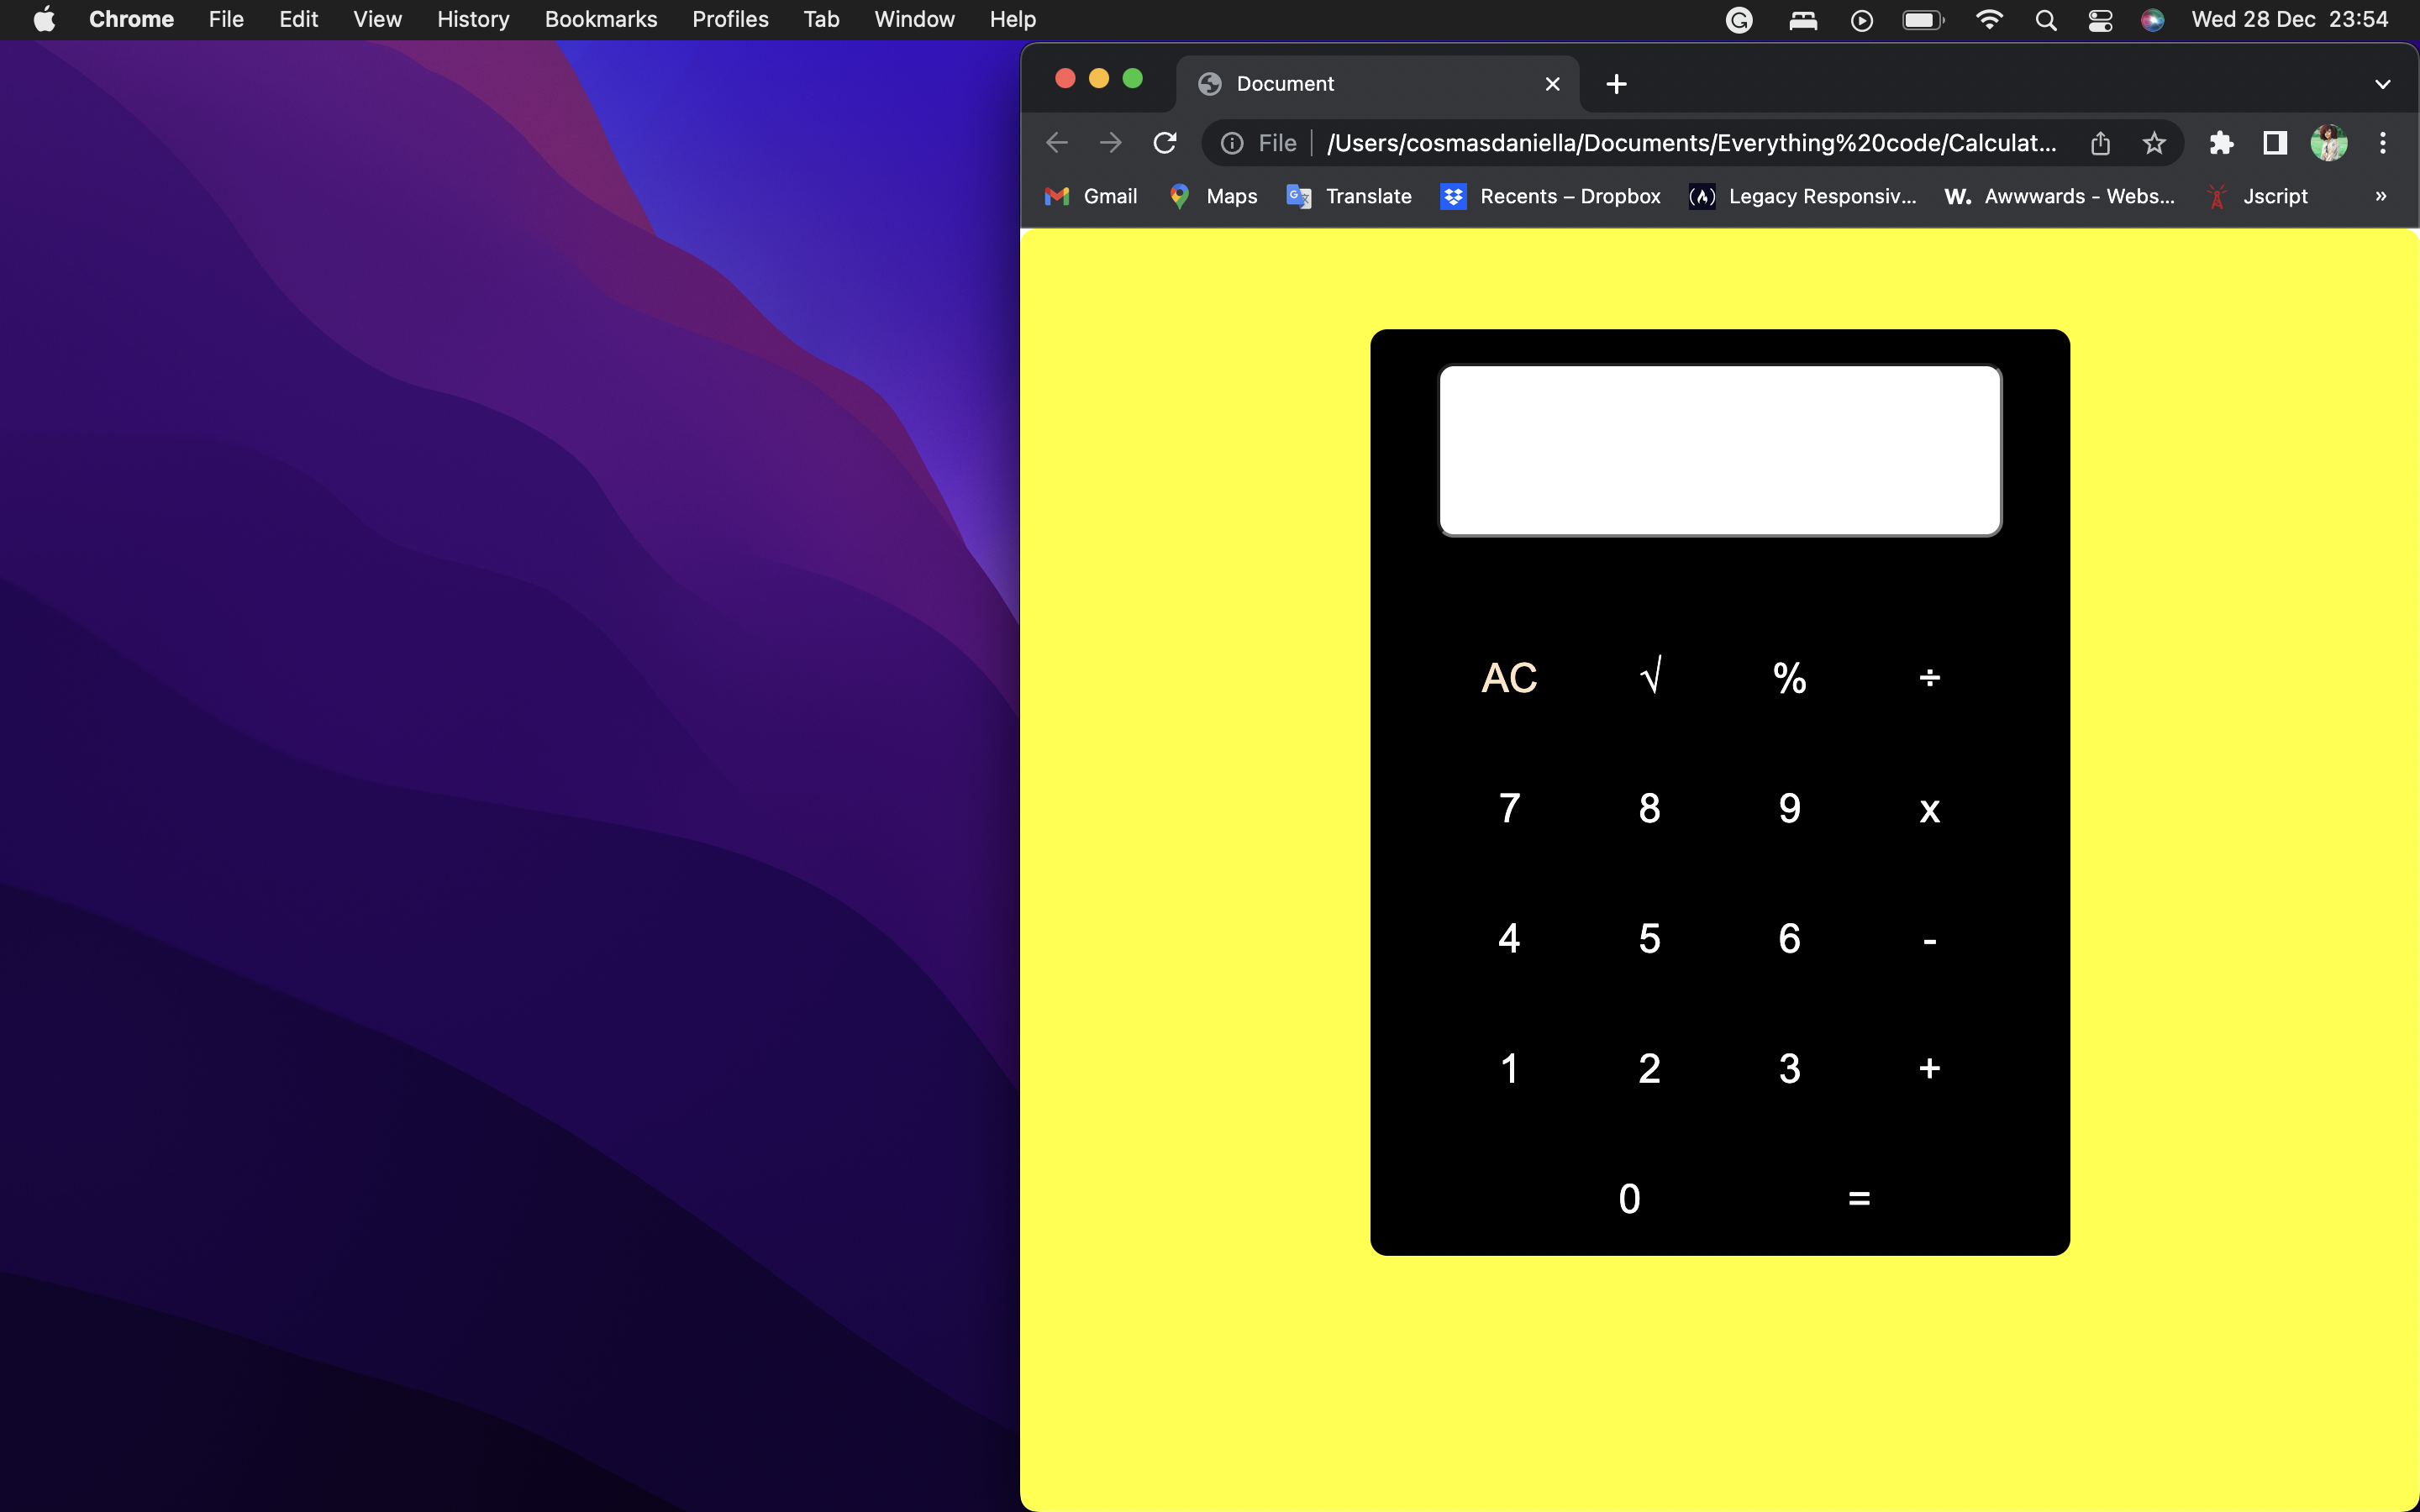 Chrome File Edit View History Bookmarks Profiles Tab Window Help Wed 28 Dec 23:54
Document
File /Users/cosmasdaniella/Documents/Everything%20code/Calculat...
Gmail Maps Translate Recents – Dropbox Legacy Responsiv... W. Awwwards - Webs... Jscript »
AC √ % ÷
7 8 9 x
4 5 6 -
1 2 3 +
0 =